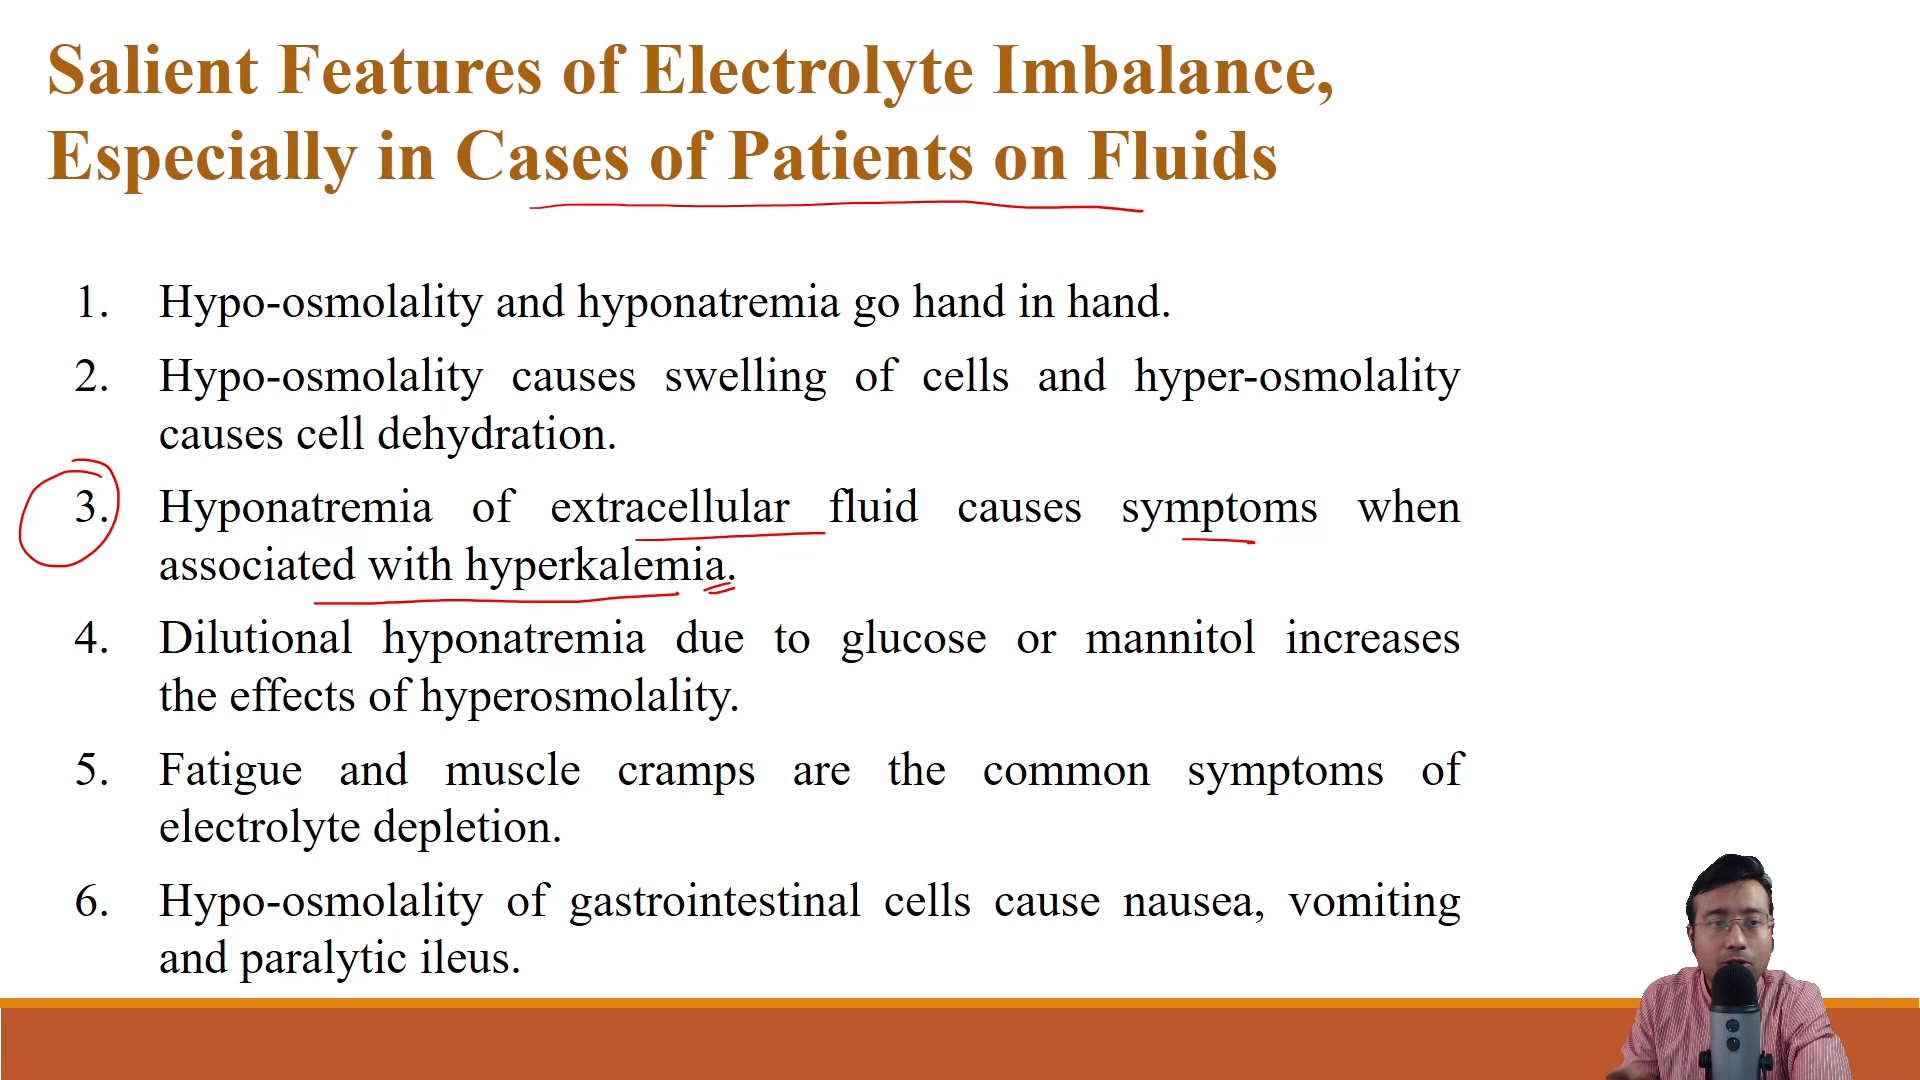 Salient Features of Electrolyte Imbalance,
Especially in Cases of Patients on Fluids
1. Hypo-osmolality and hyponatremia go hand in hand.
2. Hypo-osmolality causes swelling of cells and hyper-osmolality
causes cell dehydration.
3. Hyponatremia of extracellular fluid causes symptoms when
associated with hyperkalemia.
4. Dilutional hyponatremia due to glucose or mannitol increases
the effects of hyperosmolality.
5. Fatigue and muscle cramps are the common symptoms of
electrolyte depletion.
6. Hypo-osmolality of gastrointestinal cells cause nausea, vomiting
and paralytic ileus.